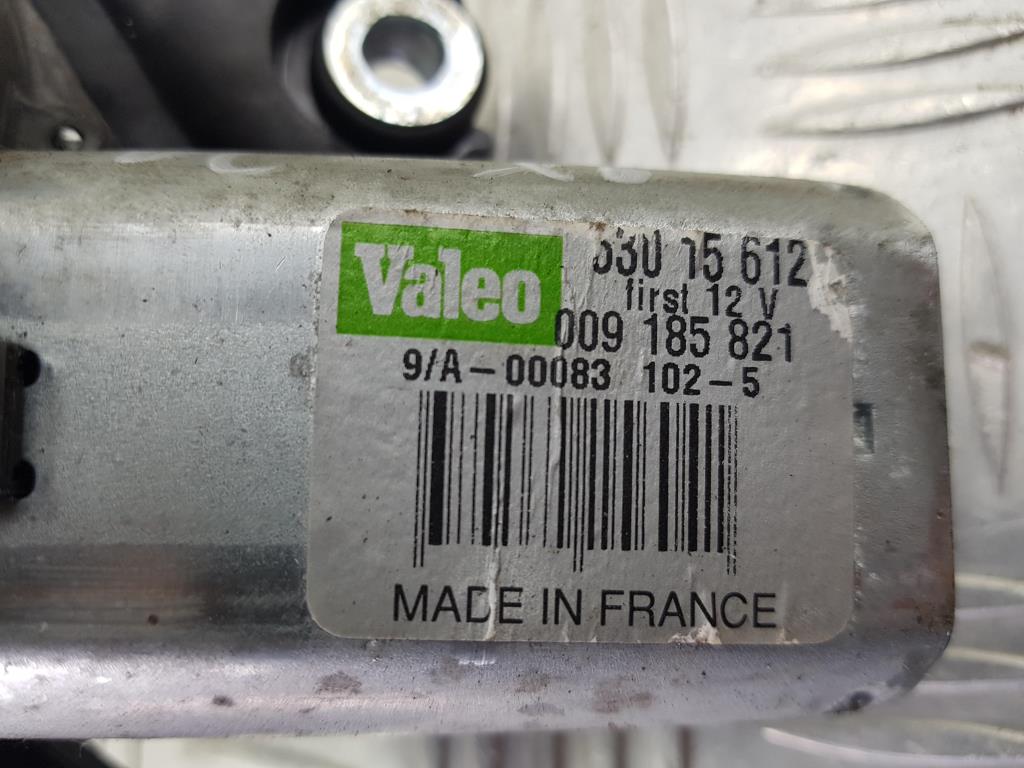 Valeo
530 15 612
first 12 V
009 185 821
9/A-00083 102-5
MADE IN FRANCE